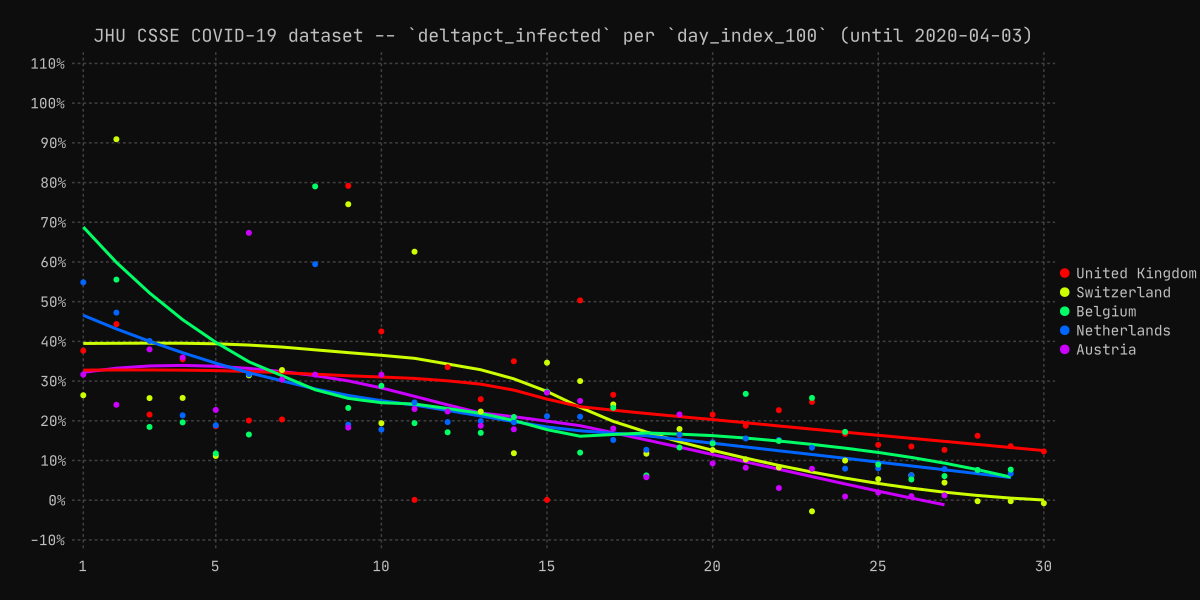 JHU CSSE COVID-19 dataset -- `deltapct_infected` per `day_index_100` (until 2020-04-03)
110%
100%
90%
80%
70%
60%
50%
40%
30%
20%
10%
0%
-10%
1 5 10 15 20 25 30
United Kingdom
Switzerland
Belgium
Netherlands
Austria